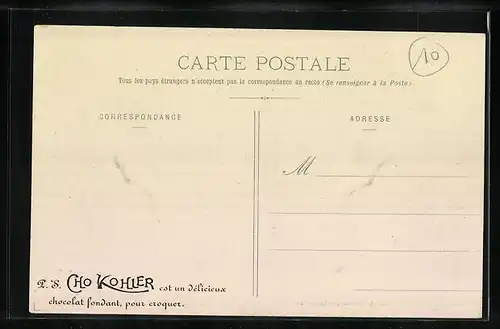 CARTE POSTALE
10
Tous les pays étrangers n'acceptent pas la correspondance au recto (Se renseigner à la Poste)
CORRESPONDANCE
ADRESSE
M
P. S. CHO KOHLER est un délicieux
chocolat fondant, pour croquer.